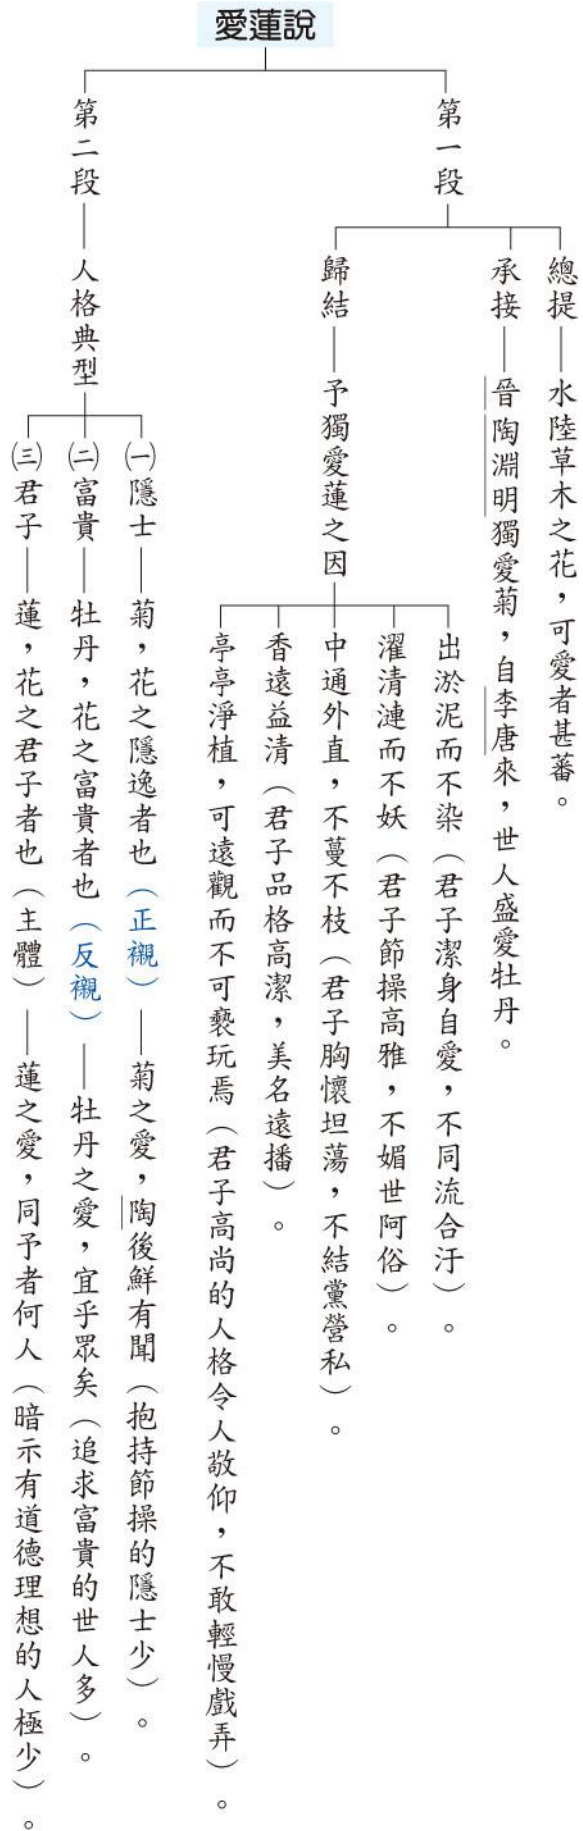 愛蓮說
第一段
總提——水陸草木之花，可愛者甚蕃。
承接——晉陶淵明獨愛菊，自李唐來，世人盛愛牡丹。
歸結——予獨愛蓮之因
出淤泥而不染（君子潔身自愛，不同流合汙）。
濯清漣而不妖（君子節操高雅，不媚世阿俗）。
中通外直，不蔓不枝（君子胸懷坦蕩，不結黨營私）。
香遠益清（君子品格高潔，美名遠播）。
亭亭淨植，可遠觀而不可褻玩焉（君子高尚的人格令人敬仰，不敢輕慢戲弄）。
第二段——人格典型
㈠隱士——菊，花之隱逸者也（正襯）——菊之愛，陶後鮮有聞（抱持節操的隱士少）。
㈡富貴——牡丹，花之富貴者也（反襯）——牡丹之愛，宜乎眾矣（追求富貴的世人多）。
㈢君子——蓮，花之君子者也（主體）——蓮之愛，同予者何人（暗示有道德理想的人極少）。